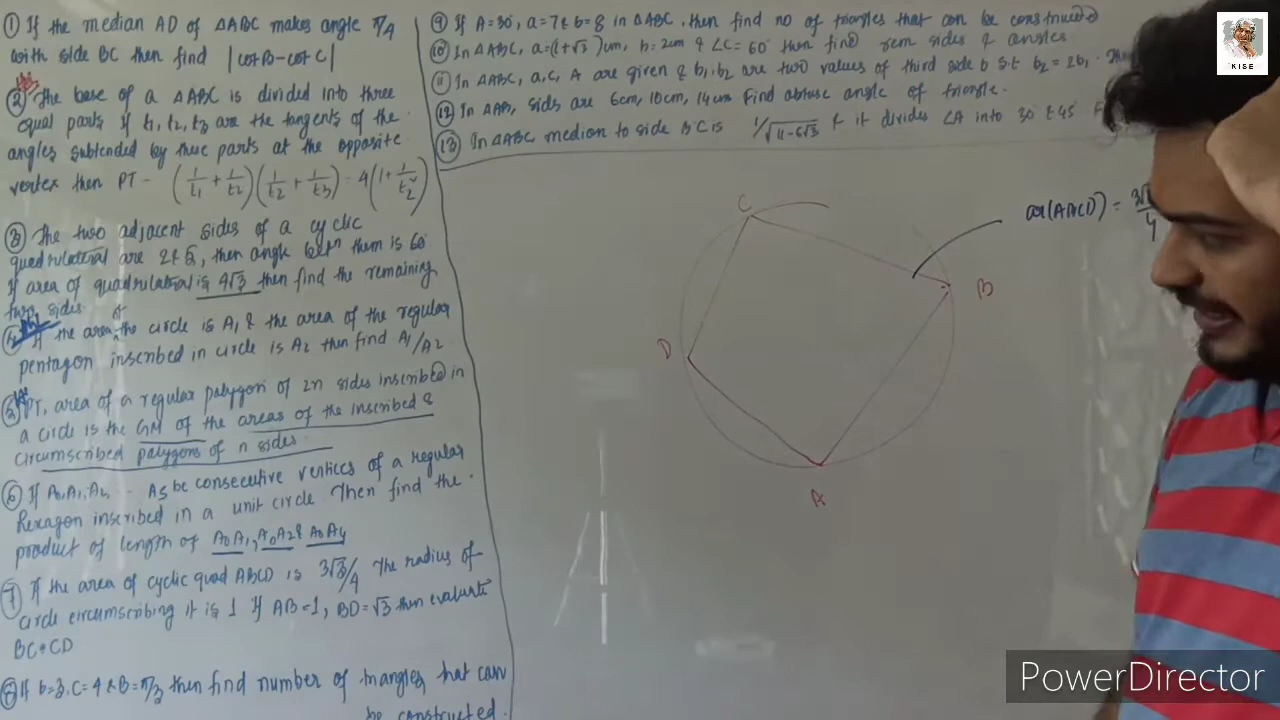 ① If the median AD of ΔABC makes angle π/4
with side BC then find |cotB-cotC|
② The base of a ΔABC is divided into three
equal parts if t₁, t₂, t₃ are the tangents of the
angles subtended by these parts at the opposite
vertex then PT - (1/t₁ + 1/t₂)(1/t₂ + 1/t₃) = 4(1+1/t₂²)
③ The two adjacent sides of a cyclic
quadrilateral are 2 & 5, then angle betⁿ them is 60°
If area of quadrilateral is 4√3 then find the remaining
two sides
④ If the area of the circle is A₁ & the area of the regular
pentagon inscribed in circle is A₂ then find A₁/A₂
⑤ PT, area of a regular polygon of 2n sides inscribed in
a circle is the GM of the areas of the inscribed &
circumscribed polygons of n sides.
⑥ If A₀, A₁, A₂, .. A₅ be consecutive vertices of a regular
hexagon inscribed in a unit circle. Then find the
product of length of A₀A₁, A₀A₂ & A₀A₄
⑦ If the area of cyclic quad ABCD is 3√3/4 The radius of
circle circumscribing it is 1 If AB=1, BD=√3 then evaluate
BC•CD
⑧ If b=3, c=4 & B=π/3 then find number of triangles that can
be constructed.
⑨ If A=30°, a=7 & b=8 in ΔABC. then find no of triangles that can be constructed
⑩ In ΔABC, a=(1+√3)cm, b=2cm & ∠C=60° then find rem sides & angles
⑪ In ΔABC, a, c, A are given & b₁, b₂ are two values of third side b s.t b₂=2b₁.
⑫ In ΔAB, sides are 6cm, 10cm, 14cm Find obtuse angle of triangle.
⑬ In ΔABC median to side BC is 1/√(11-6√3) & it divides ∠A into 30° & 45°
C
B
D
A
ar(ABCD) =
KISE
PowerDirector